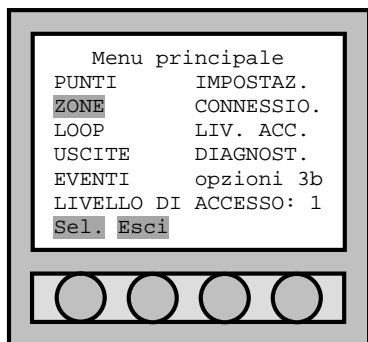 Menu principale
PUNTI IMPOSTAZ.
ZONE CONNESSIO.
LOOP LIV. ACC.
USCITE DIAGNOST.
EVENTI opzioni 3b
LIVELLO DI ACCESSO: 1
Sel. Esci